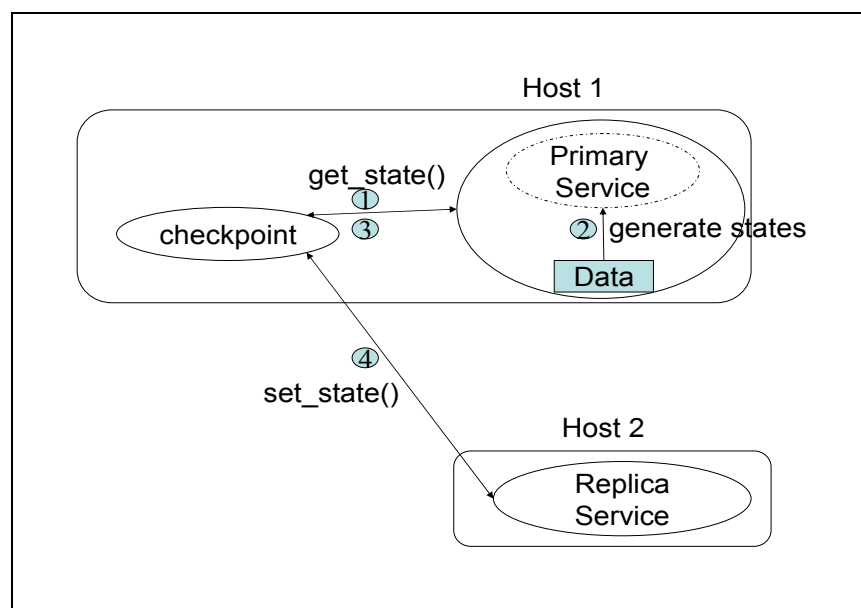 Host 1
Primary
Service
get_state()
1
3
checkpoint
2
generate states
Data
4
set_state()
Host 2
Replica
Service